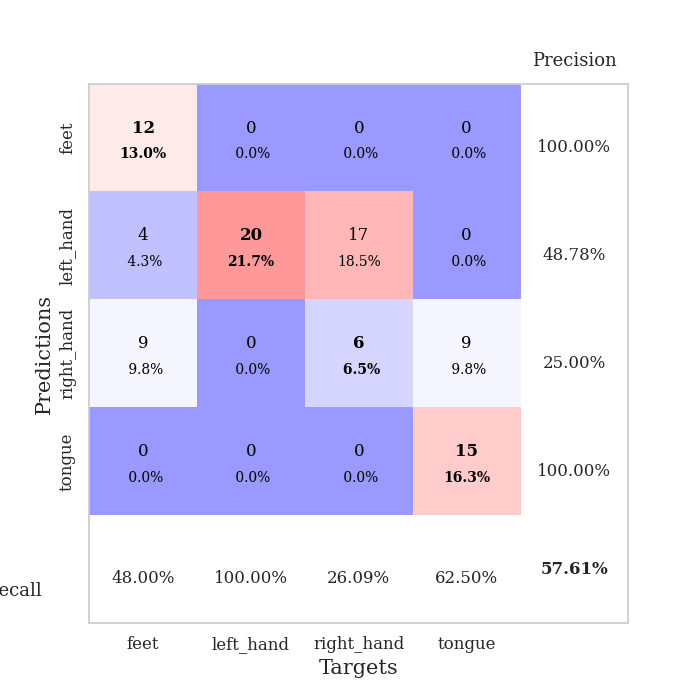 Precision
feet
12 0 0 0 100.00%
13.0% 0.0% 0.0% 0.0%
left_hand
4 20 17 0 48.78%
4.3% 21.7% 18.5% 0.0%
right_hand
9 0 6 9 25.00%
9.8% 0.0% 6.5% 9.8%
tongue
0 0 0 15 100.00%
0.0% 0.0% 0.0% 16.3%
Predictions
ecall 48.00% 100.00% 26.09% 62.50% 57.61%
feet left_hand right_hand tongue
Targets